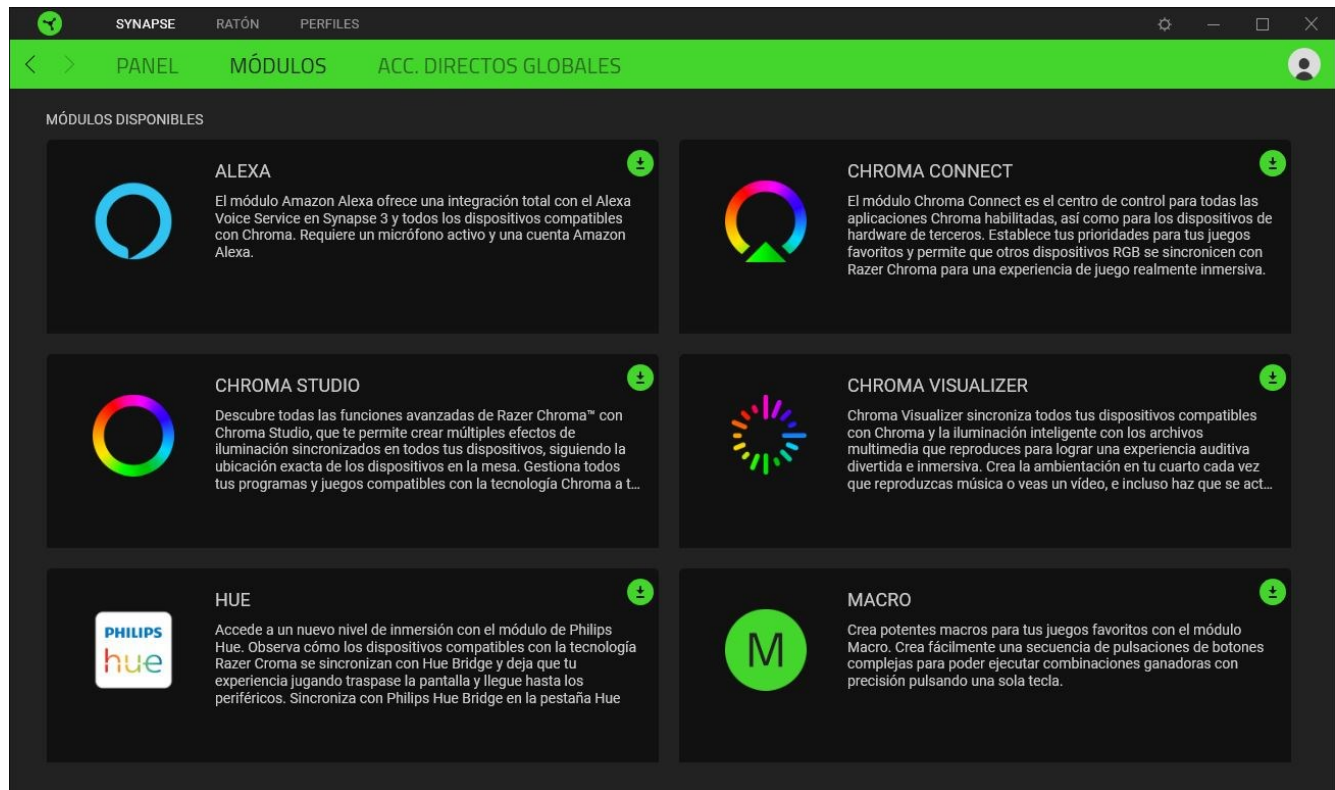 SYNAPSE RATÓN PERFILES
PANEL MÓDULOS ACC. DIRECTOS GLOBALES
MÓDULOS DISPONIBLES
ALEXA
El módulo Amazon Alexa ofrece una integración total con el Alexa
Voice Service en Synapse 3 y todos los dispositivos compatibles
con Chroma. Requiere un micrófono activo y una cuenta Amazon
Alexa.
CHROMA CONNECT
El módulo Chroma Connect es el centro de control para todas las
aplicaciones Chroma habilitadas, así como para los dispositivos de
hardware de terceros. Establece tus prioridades para tus juegos
favoritos y permite que otros dispositivos RGB se sincronicen con
Razer Chroma para una experiencia de juego realmente inmersiva.
CHROMA STUDIO
Descubre todas las funciones avanzadas de Razer Chroma™ con
Chroma Studio, que te permite crear múltiples efectos de
iluminación sincronizados en todos tus dispositivos, siguiendo la
ubicación exacta de los dispositivos en la mesa. Gestiona todos
tus programas y juegos compatibles con la tecnología Chroma a t...
CHROMA VISUALIZER
Chroma Visualizer sincroniza todos tus dispositivos compatibles
con Chroma y la iluminación inteligente con los archivos
multimedia que reproduces para lograr una experiencia auditiva
divertida e inmersiva. Crea la ambientación en tu cuarto cada vez
que reproduzcas música o veas un vídeo, e incluso haz que se act...
PHILIPS
hue
HUE
Accede a un nuevo nivel de inmersión con el módulo de Philips
Hue. Observa cómo los dispositivos compatibles con la tecnología
Razer Croma se sincronizan con Hue Bridge y deja que tu
experiencia jugando traspase la pantalla y llegue hasta los
periféricos. Sincroniza con Philips Hue Bridge en la pestaña Hue
M
MACRO
Crea potentes macros para tus juegos favoritos con el módulo
Macro. Crea fácilmente una secuencia de pulsaciones de botones
complejas para poder ejecutar combinaciones ganadoras con
precisión pulsando una sola tecla.